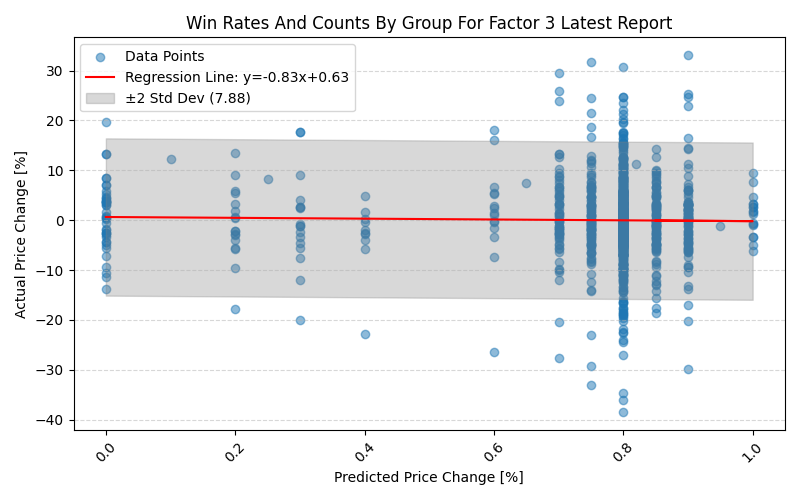 Win Rates And Counts By Group For Factor 3 Latest Report
Data Points
Regression Line: y=-0.83x+0.63
±2 Std Dev (7.88)
Actual Price Change [%]
30
20
10
0
−10
−20
−30
−40
0.0
0.2
0.4
0.6
0.8
1.0
Predicted Price Change [%]